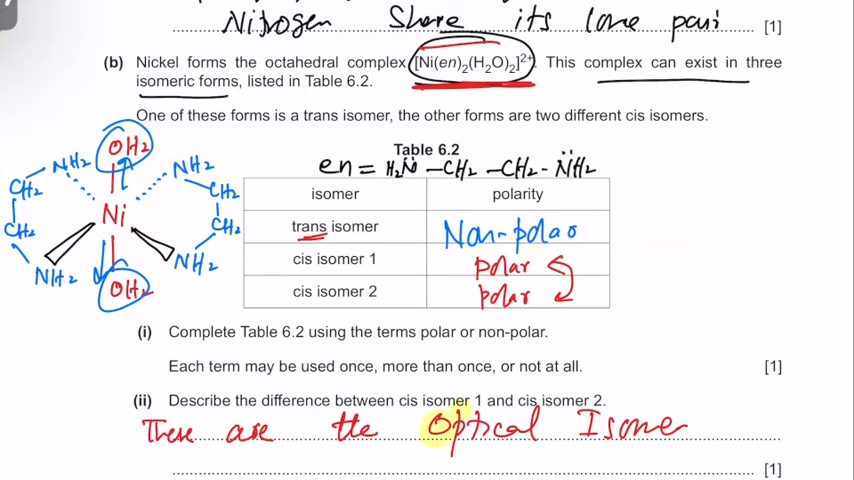 Nitrogen Share its lone pair [1]
(b) Nickel forms the octahedral complex [Ni(en)₂(H₂O)₂]²⁺. This complex can exist in three
isomeric forms, listed in Table 6.2.
One of these forms is a trans isomer, the other forms are two different cis isomers.
Table 6.2
en = H₂N̈ – CH₂ – CH₂ – N̈H₂
isomer polarity
trans isomer Non-polar
cis isomer 1 polar
cis isomer 2 polar
OH₂
NH₂ NH₂
CH₂ CH₂
Ni
CH₂ CH₂
NH₂ NH₂
OH₂
(i) Complete Table 6.2 using the terms polar or non-polar.
Each term may be used once, more than once, or not at all. [1]
(ii) Describe the difference between cis isomer 1 and cis isomer 2.
These are the Optical Isome
[1]